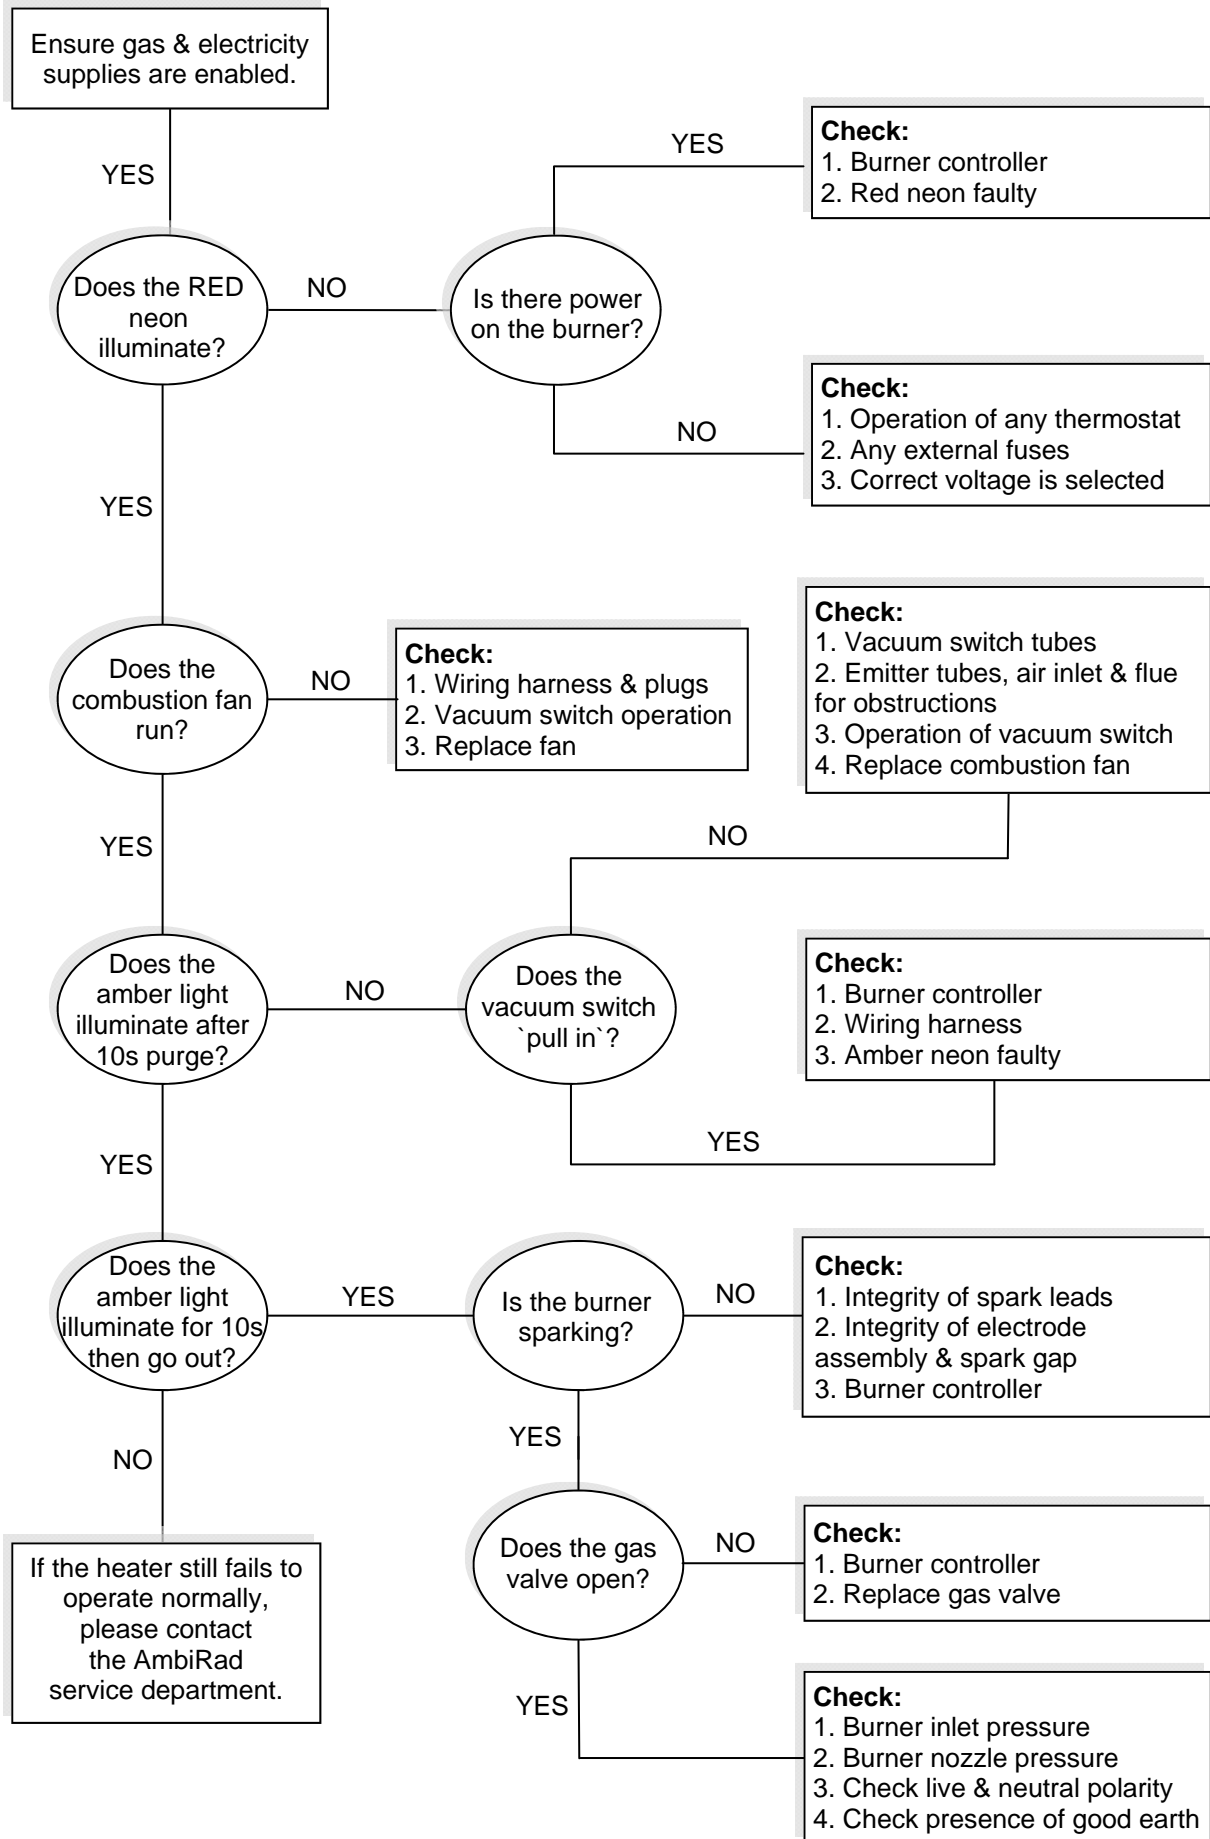 Ensure gas & electricity
supplies are enabled.
YES
Does the RED
neon
illuminate?
NO
Is there power
on the burner?
YES
Check:
1. Burner controller
2. Red neon faulty
NO
Check:
1. Operation of any thermostat
2. Any external fuses
3. Correct voltage is selected
YES
Does the
combustion fan
run?
NO
Check:
1. Wiring harness & plugs
2. Vacuum switch operation
3. Replace fan
Check:
1. Vacuum switch tubes
2. Emitter tubes, air inlet & flue
for obstructions
3. Operation of vacuum switch
4. Replace combustion fan
YES
NO
Does the
amber light
illuminate after
10s purge?
NO
Does the
vacuum switch
`pull in`?
Check:
1. Burner controller
2. Wiring harness
3. Amber neon faulty
YES
YES
Does the
amber light
illuminate for 10s
then go out?
YES
Is the burner
sparking?
NO
Check:
1. Integrity of spark leads
2. Integrity of electrode
assembly & spark gap
3. Burner controller
NO
YES
If the heater still fails to
operate normally,
please contact
the AmbiRad
service department.
Does the gas
valve open?
NO
Check:
1. Burner controller
2. Replace gas valve
YES
Check:
1. Burner inlet pressure
2. Burner nozzle pressure
3. Check live & neutral polarity
4. Check presence of good earth